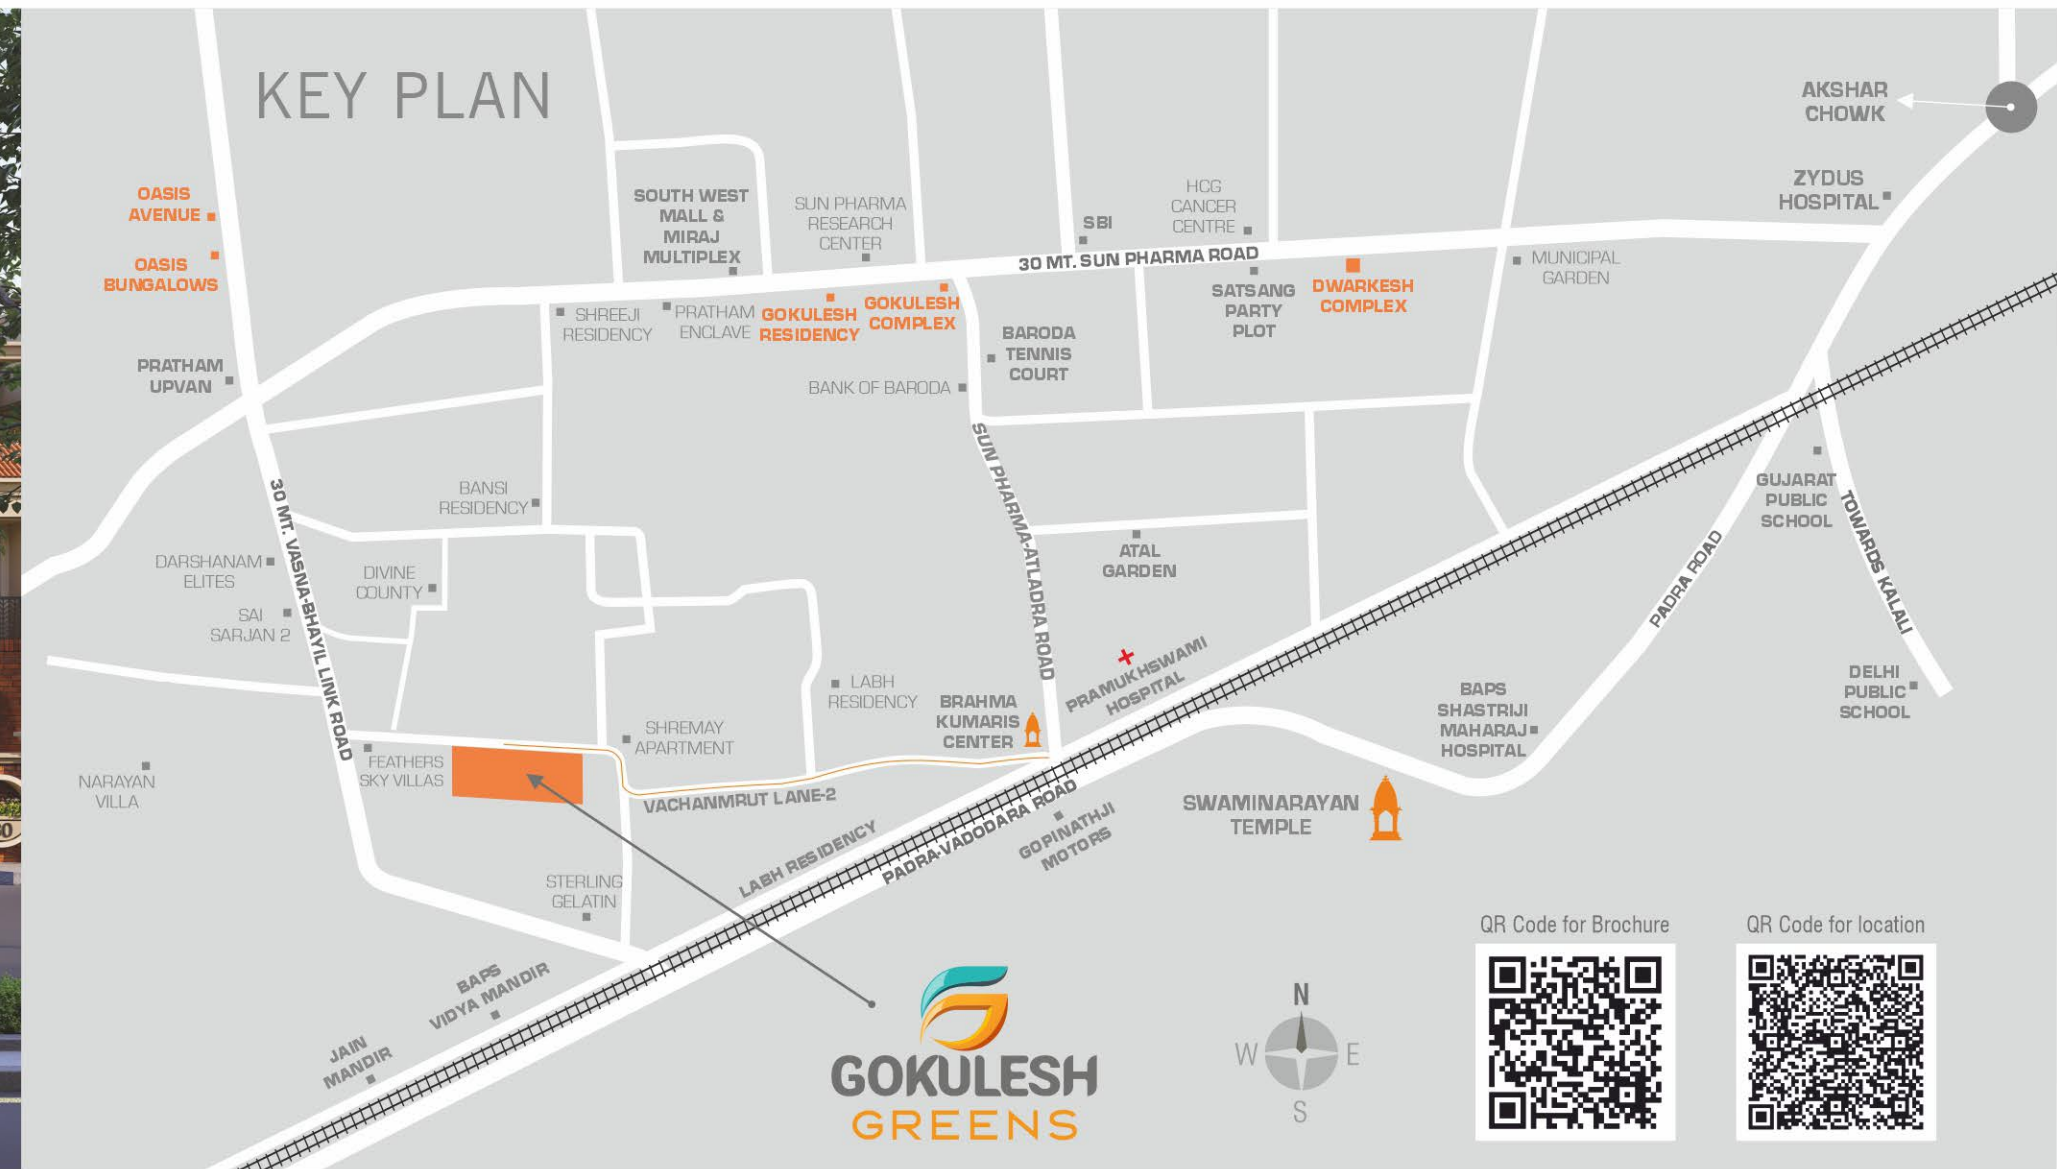 KEY PLAN
AKSHAR
CHOWK
ZYDUS
HOSPITAL
OASIS
AVENUE
OASIS
BUNGALOWS
SOUTH WEST
MALL &
MIRAJ
MULTIPLEX
SUN PHARMA
RESEARCH
CENTER
SBI
HCG
CANCER
CENTRE
30 MT. SUN PHARMA ROAD
MUNICIPAL
GARDEN
SHREEJI
RESIDENCY
PRATHAM
ENCLAVE
GOKULESH
RESIDENCY
GOKULESH
COMPLEX
SATSANG
PARTY
PLOT
DWARKESH
COMPLEX
BARODA
TENNIS
COURT
PRATHAM
UPVAN
BANK OF BARODA
SUN PHARMA-ATLADRA ROAD
30 MT. VASNA-BHAYIL LINK ROAD
BANSI
RESIDENCY
GUJARAT
PUBLIC
SCHOOL
TOWARDS KALALI
PADRA ROAD
ATAL
GARDEN
DARSHANAM
ELITES
DIVINE
COUNTY
SAI
SARJAN 2
PRAMUKHSWAMI
HOSPITAL
LABH
RESIDENCY
BRAHMA
KUMARIS
CENTER
BAPS
SHASTRIJI
MAHARAJ
HOSPITAL
DELHI
PUBLIC
SCHOOL
SHREMAY
APARTMENT
FEATHERS
SKY VILLAS
NARAYAN
VILLA
VACHANMRUT LANE-2
LABH RESIDENCY
PADRA-VADODARA ROAD
GOPINATHJI
MOTORS
SWAMINARAYAN
TEMPLE
STERLING
GELATIN
BAPS
VIDYA MANDIR
JAIN
MANDIR
GOKULESH
GREENS
N
W E
S
QR Code for Brochure
QR Code for location